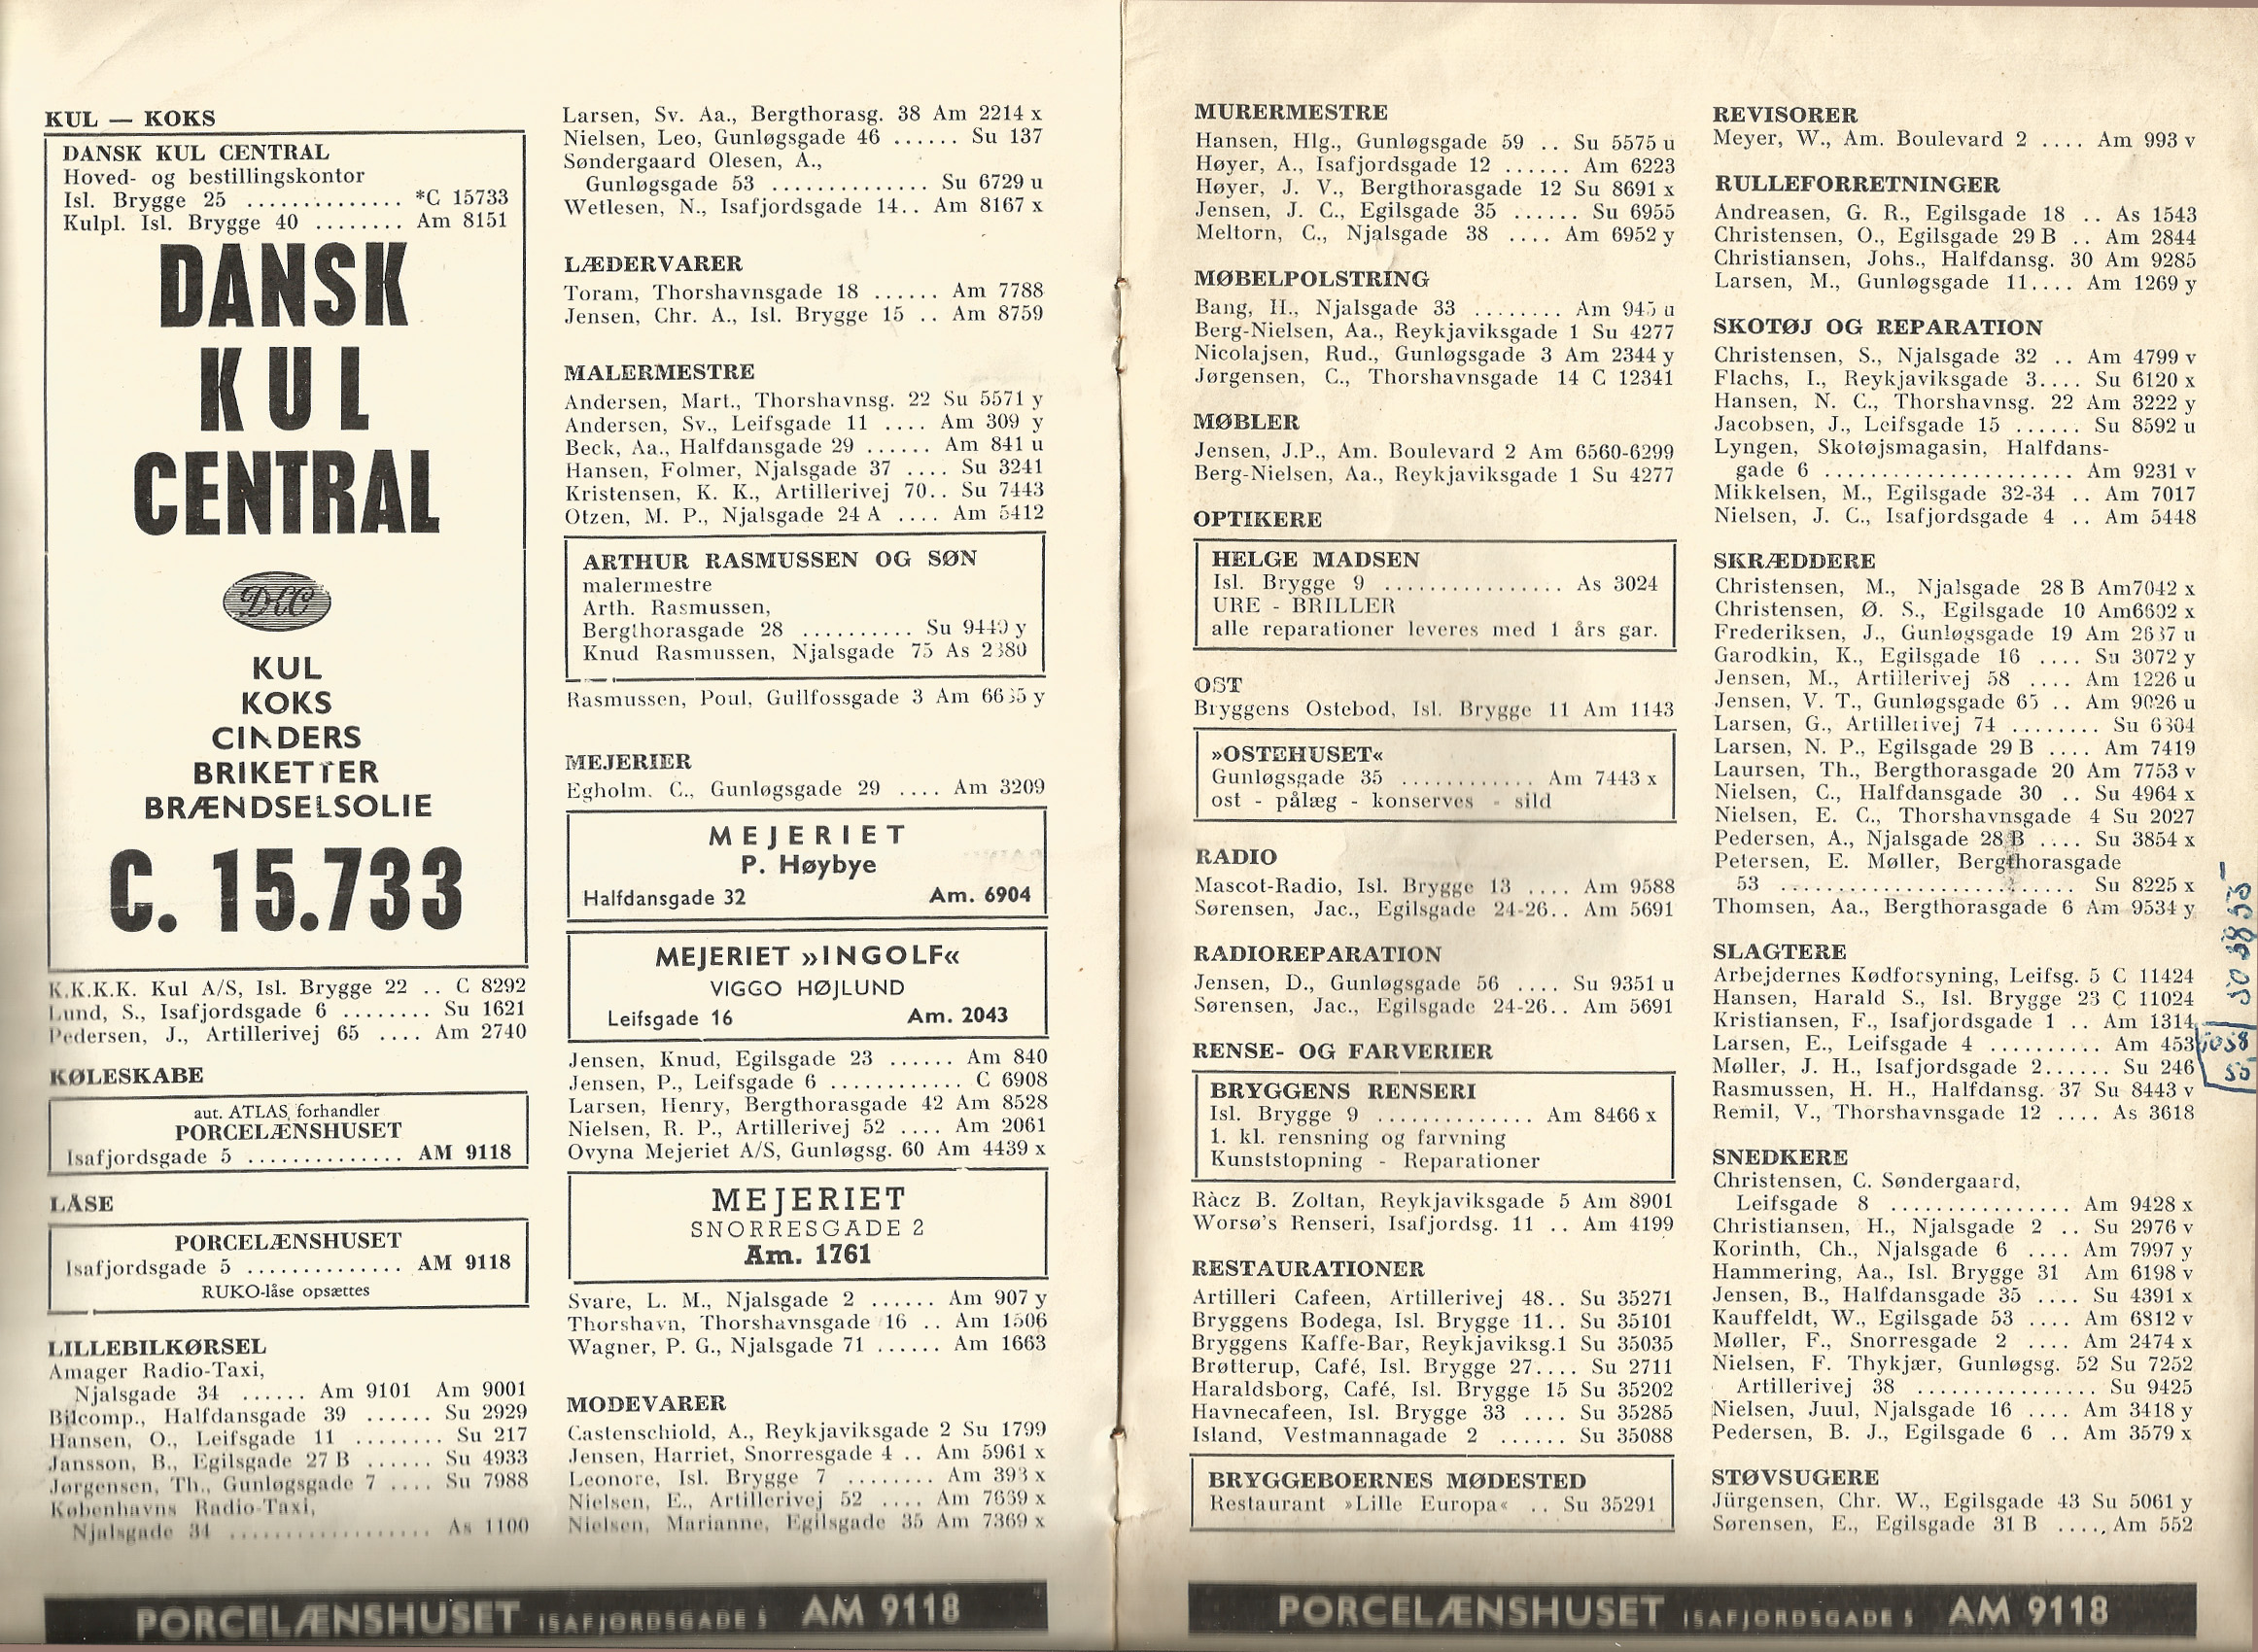 KUL — KOKS
DANSK KUL CENTRAL
Hoved- og bestillingskontor
Isl. Brygge 25 .............. *C 15733
Kulpl. Isl. Brygge 40 ........ Am 8151
DANSK
KUL
CENTRAL
DCC
KUL
KOKS
CINDERS
BRIKETTER
BRÆNDSELSOLIE
C. 15.733
K.K.K.K. Kul A/S, Isl. Brygge 22 .. C 8292
Lund, S., Isafjordsgade 6 ........ Su 1621
Pedersen, J., Artillerivej 65 .... Am 2740
KØLESKABE
aut. ATLAS forhandler
PORCELÆNSHUSET
Isafjordsgade 5 .............. AM 9118
LÅSE
PORCELÆNSHUSET
Isafjordsgade 5 .............. AM 9118
RUKO-låse opsættes
LILLEBILKØRSEL
Amager Radio-Taxi,
Njalsgade 34 ...... Am 9101 Am 9001
Bilcomp., Halfdansgade 39 ...... Su 2929
Hansen, O., Leifsgade 11 ........ Su 217
Jansson, B., Egilsgade 27 B ...... Su 4933
Jørgensen, Th., Gunløgsgade 7 .... Su 7988
Københavns Radio-Taxi,
Njalsgade 34 ................. As 1100
Larsen, Sv. Aa., Bergthorasg. 38 Am 2214 x
Nielsen, Leo, Gunløgsgade 46 ...... Su 137
Søndergaard Olesen, A.,
Gunløgsgade 53 .............. Su 6729 u
Wetlesen, N., Isafjordsgade 14.. Am 8167 x
LÆDERVARER
Toram, Thorshavnsgade 18 ...... Am 7788
Jensen, Chr. A., Isl. Brygge 15 .. Am 8759
MALERMESTRE
Andersen, Mart., Thorshavnsg. 22 Su 5571 y
Andersen, Sv., Leifsgade 11 .... Am 309 y
Beck, Aa., Halfdansgade 29 ...... Am 841 u
Hansen, Folmer, Njalsgade 37 .... Su 3241
Kristensen, K. K., Artillerivej 70.. Su 7443
Otzen, M. P., Njalsgade 24 A .... Am 5412
ARTHUR RASMUSSEN OG SØN
malermestre
Arth. Rasmussen,
Bergthorasgade 28 .......... Su 9449 y
Knud Rasmussen, Njalsgade 75 As 2380
Rasmussen, Poul, Gullfossgade 3 Am 6635 y
MEJERIER
Egholm. C., Gunløgsgade 29 .... Am 3209
MEJERIET
P. Høybye
Halfdansgade 32 Am. 6904
MEJERIET »INGOLF«
VIGGO HØJLUND
Leifsgade 16 Am. 2043
Jensen, Knud, Egilsgade 23 ...... Am 840
Jensen, P., Leifsgade 6 ............ C 6908
Larsen, Henry, Bergthorasgade 42 Am 8528
Nielsen, R. P., Artillerivej 52 .... Am 2061
Ovyna Mejeriet A/S, Gunløgsg. 60 Am 4439 x
MEJERIET
SNORRESGADE 2
Am. 1761
Svare, L. M., Njalsgade 2 ...... Am 907 y
Thorshavn, Thorshavnsgade 16 .. Am 1506
Wagner, P. G., Njalsgade 71 ...... Am 1663
MODEVARER
Castenschiold, A., Reykjaviksgade 2 Su 1799
Jensen, Harriet, Snorresgade 4 .. Am 5961 x
Leonore, Isl. Brygge 7 ........ Am 393 x
Nielsen, E., Artillerivej 52 .... Am 7639 x
Nielsen, Marianne, Egilsgade 35 Am 7369 x
PORCELÆNSHUSET ISAFJORDSGADE 5 AM 9118
MURERMESTRE
Hansen, Hlg., Gunløgsgade 59 .. Su 5575 u
Høyer, A., Isafjordsgade 12 ...... Am 6223
Høyer, J. V., Bergthorasgade 12 Su 8691 x
Jensen, J. C., Egilsgade 35 ...... Su 6955
Meltorn, C., Njalsgade 38 .... Am 6952 y
MØBELPOLSTRING
Bang, H., Njalsgade 33 ........ Am 945 u
Berg-Nielsen, Aa., Reykjaviksgade 1 Su 4277
Nicolajsen, Rud., Gunløgsgade 3 Am 2344 y
Jørgensen, C., Thorshavnsgade 14 C 12341
MØBLER
Jensen, J.P., Am. Boulevard 2 Am 6560-6299
Berg-Nielsen, Aa., Reykjaviksgade 1 Su 4277
OPTIKERE
HELGE MADSEN
Isl. Brygge 9 ................ As 3024
URE - BRILLER
alle reparationer leveres med 1 års gar.
OST
Bryggens Ostebod, Isl. Brygge 11 Am 1143
»OSTEHUSET«
Gunløgsgade 35 ............ Am 7443 x
ost - pålæg - konserves - sild
RADIO
Mascot-Radio, Isl. Brygge 13 .... Am 9588
Sørensen, Jac., Egilsgade 24-26.. Am 5691
RADIOREPARATION
Jensen, D., Gunløgsgade 56 .... Su 9351 u
Sørensen, Jac., Egilsgade 24-26.. Am 5691
RENSE- OG FARVERIER
BRYGGENS RENSERI
Isl. Brygge 9 .............. Am 8466 x
1. kl. rensning og farvning
Kunststopning - Reparationer
Ràcz B. Zoltan, Reykjaviksgade 5 Am 8901
Worsø's Renseri, Isafjordsg. 11 .. Am 4199
RESTAURATIONER
Artilleri Cafeen, Artillerivej 48.. Su 35271
Bryggens Bodega, Isl. Brygge 11.. Su 35101
Bryggens Kaffe-Bar, Reykjaviksg.1 Su 35035
Brøtterup, Café, Isl. Brygge 27.... Su 2711
Haraldsborg, Café, Isl. Brygge 15 Su 35202
Havnecafeen, Isl. Brygge 33 .... Su 35285
Island, Vestmannagade 2 ...... Su 35088
BRYGGEBOERNES MØDESTED
Restaurant »Lille Europa« .. Su 35291
REVISORER
Meyer, W., Am. Boulevard 2 .... Am 993 v
RULLEFORRETNINGER
Andreasen, G. R., Egilsgade 18 .. As 1543
Christensen, O., Egilsgade 29 B .. Am 2844
Christiansen, Johs., Halfdansg. 30 Am 9285
Larsen, M., Gunløgsgade 11.... Am 1269 y
SKOTØJ OG REPARATION
Christensen, S., Njalsgade 32 .. Am 4799 v
Flachs, I., Reykjaviksgade 3.... Su 6120 x
Hansen, N. C., Thorshavnsg. 22 Am 3222 y
Jacobsen, J., Leifsgade 15 ...... Su 8592 u
Lyngen, Skotøjsmagasin, Halfdans-
gade 6 ...................... Am 9231 v
Mikkelsen, M., Egilsgade 32-34 .. Am 7017
Nielsen, J. C., Isafjordsgade 4 .. Am 5448
SKRÆDDERE
Christensen, M., Njalsgade 28 B Am7042 x
Christensen, Ø. S., Egilsgade 10 Am6602 x
Frederiksen, J., Gunløgsgade 19 Am 2637 u
Garodkin, K., Egilsgade 16 .... Su 3072 y
Jensen, M., Artillerivej 58 .... Am 1226 u
Jensen, V. T., Gunløgsgade 65 .. Am 9026 u
Larsen, G., Artillerivej 74 ........ Su 6304
Larsen, N. P., Egilsgade 29 B .... Am 7419
Laursen, Th., Bergthorasgade 20 Am 7753 v
Nielsen, C., Halfdansgade 30 .. Su 4964 x
Nielsen, E. C., Thorshavnsgade 4 Su 2027
Pedersen, A., Njalsgade 28 B .... Su 3854 x
Petersen, E. Møller, Bergthorasgade
53 .......................... Su 8225 x
Thomsen, Aa., Bergthorasgade 6 Am 9534 y
SLAGTERE
Arbejdernes Kødforsyning, Leifsg. 5 C 11424
Hansen, Harald S., Isl. Brygge 23 C 11024
Kristiansen, F., Isafjordsgade 1 .. Am 1314
Larsen, E., Leifsgade 4 .......... Am 453
Møller, J. H., Isafjordsgade 2...... Su 246
Rasmussen, H. H., Halfdansg. 37 Su 8443 v
Remil, V., Thorshavnsgade 12 .... As 3618
SNEDKERE
Christensen, C. Søndergaard,
Leifsgade 8 ................ Am 9428 x
Christiansen, H., Njalsgade 2 .. Su 2976 v
Korinth, Ch., Njalsgade 6 .... Am 7997 y
Hammering, Aa., Isl. Brygge 31 Am 6198 v
Jensen, B., Halfdansgade 35 .... Su 4391 x
Kauffeldt, W., Egilsgade 53 .... Am 6812 v
Møller, F., Snorresgade 2 .... Am 2474 x
Nielsen, F. Thykjær, Gunløgsg. 52 Su 7252
Artillerivej 38 ................ Su 9425
Nielsen, Juul, Njalsgade 16 .... Am 3418 y
Pedersen, B. J., Egilsgade 6 .. Am 3579 x
STØVSUGERE
Jürgensen, Chr. W., Egilsgade 43 Su 5061 y
Sørensen, E., Egilsgade 31 B ..... Am 552
PORCELÆNSHUSET ISAFJORDSGADE 5 AM 9118